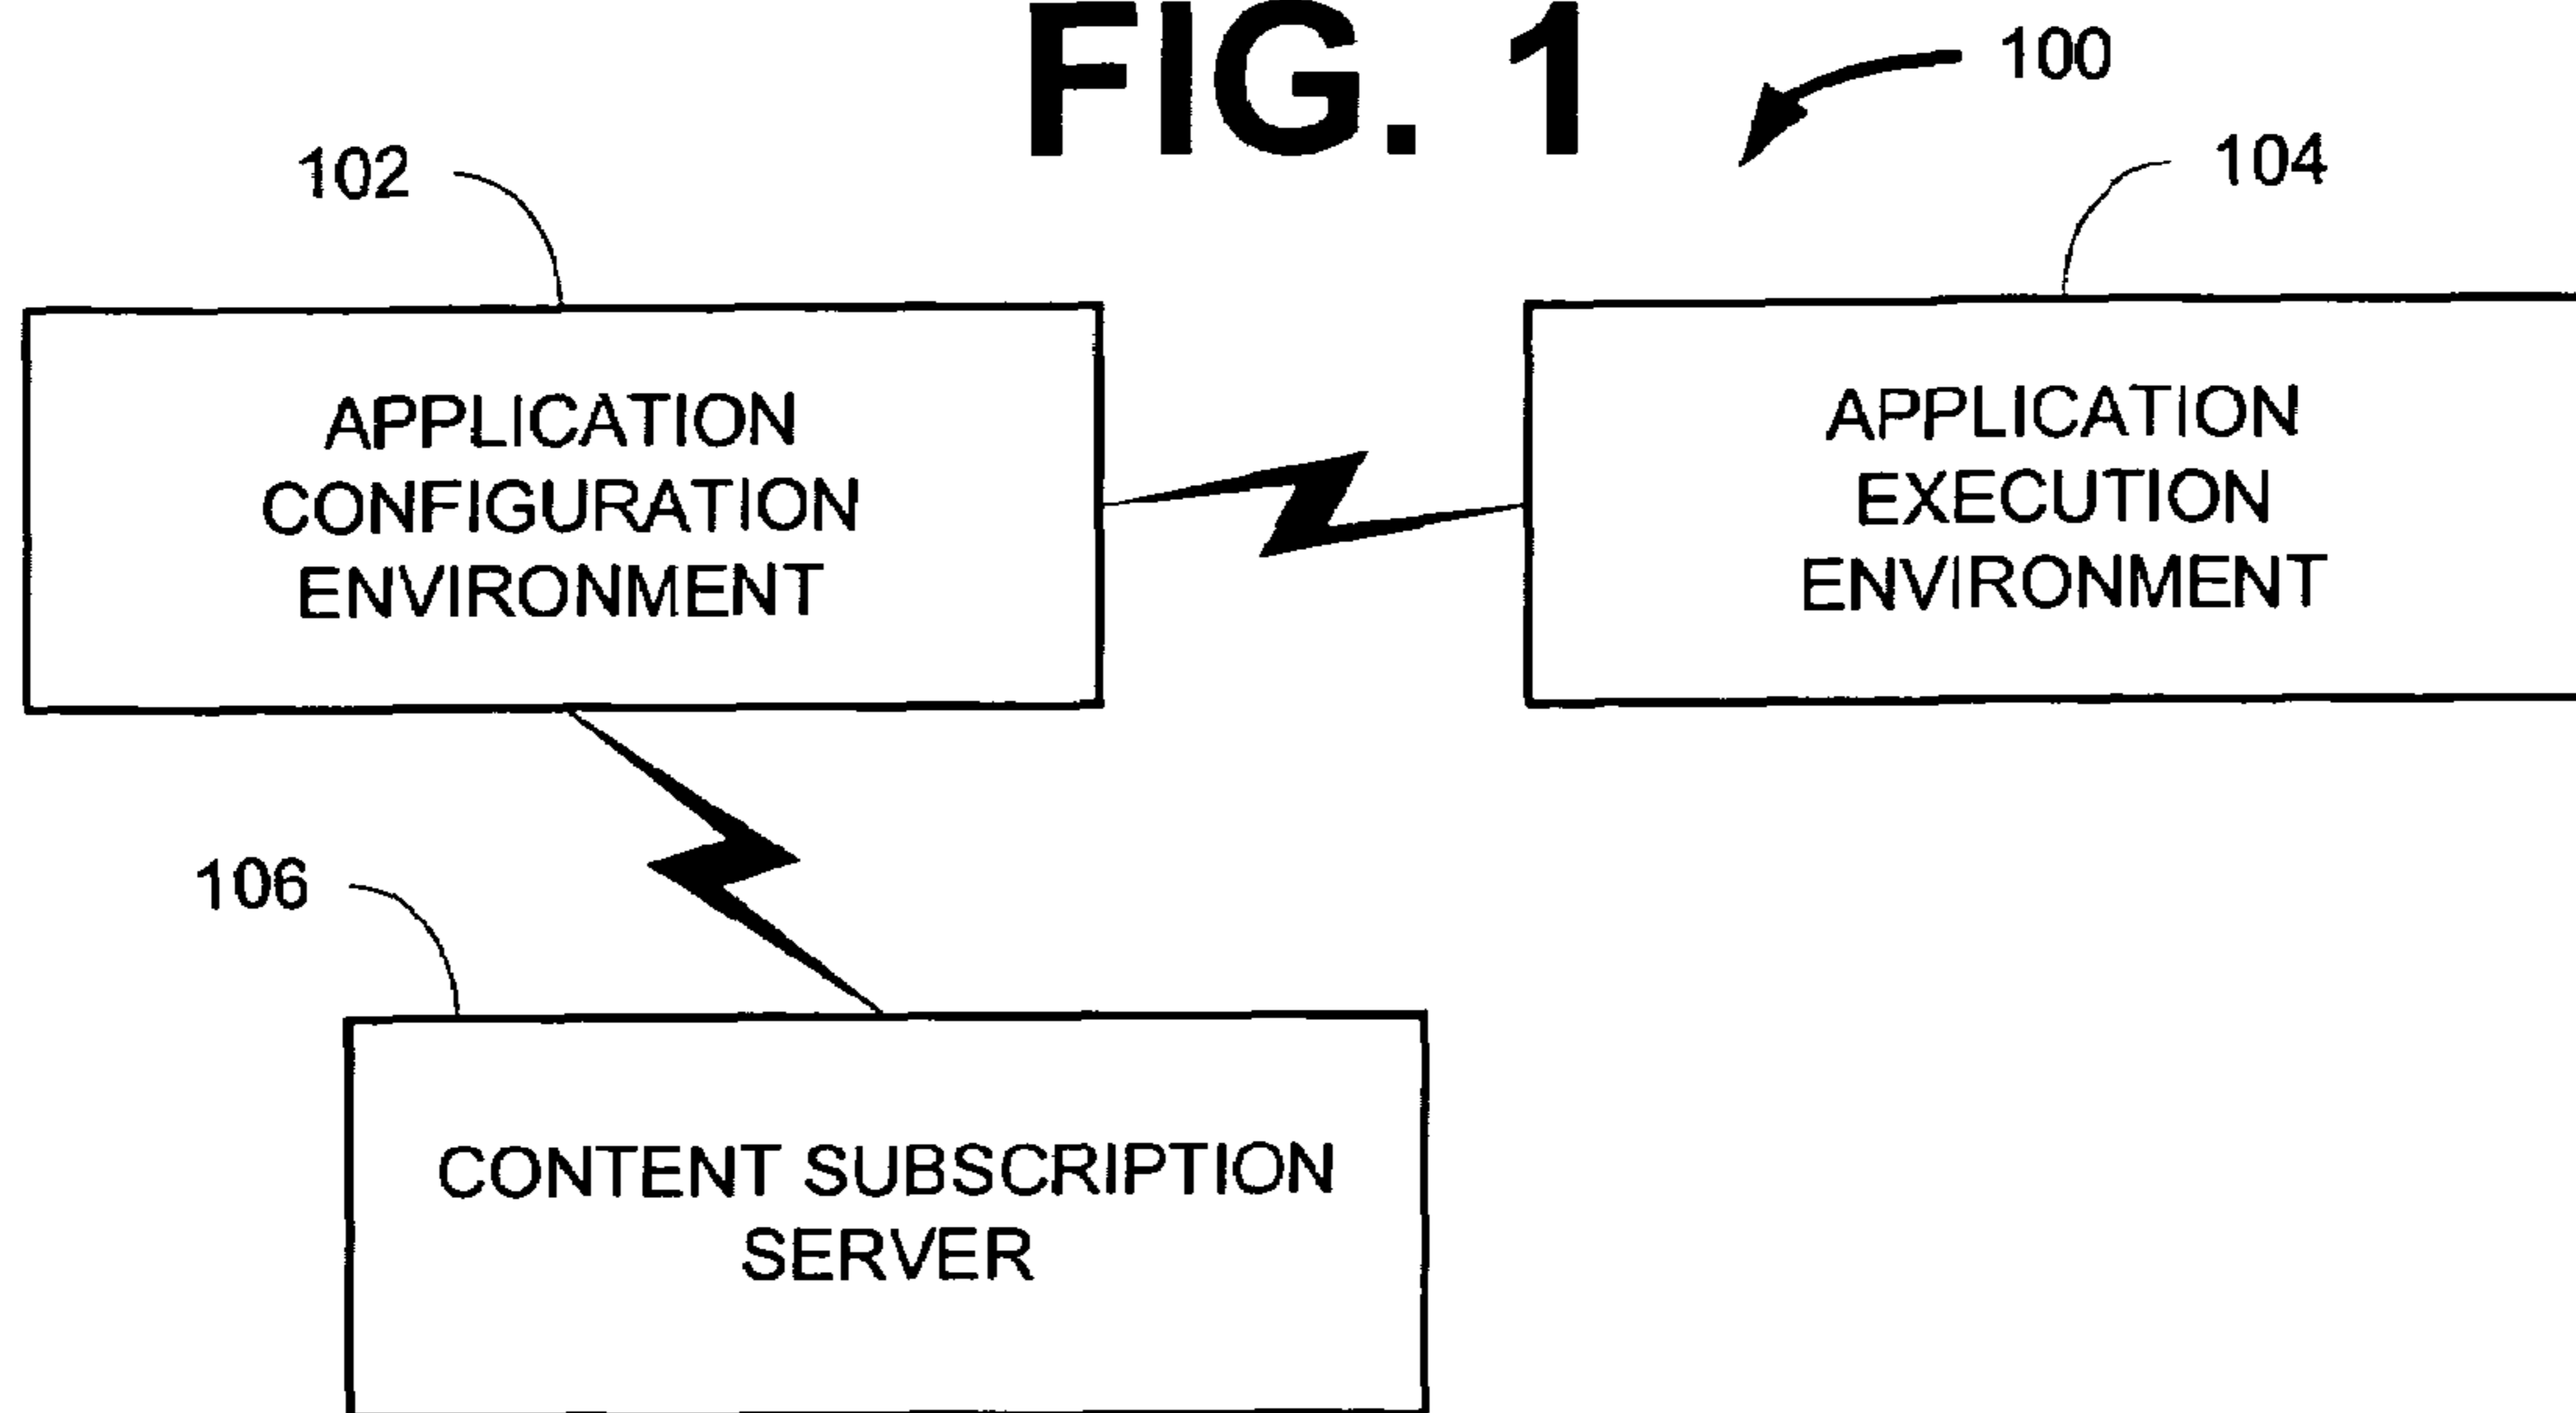 FIG. 1
100
102
104
APPLICATION
CONFIGURATION
ENVIRONMENT
APPLICATION
EXECUTION
ENVIRONMENT
106
CONTENT SUBSCRIPTION
SERVER